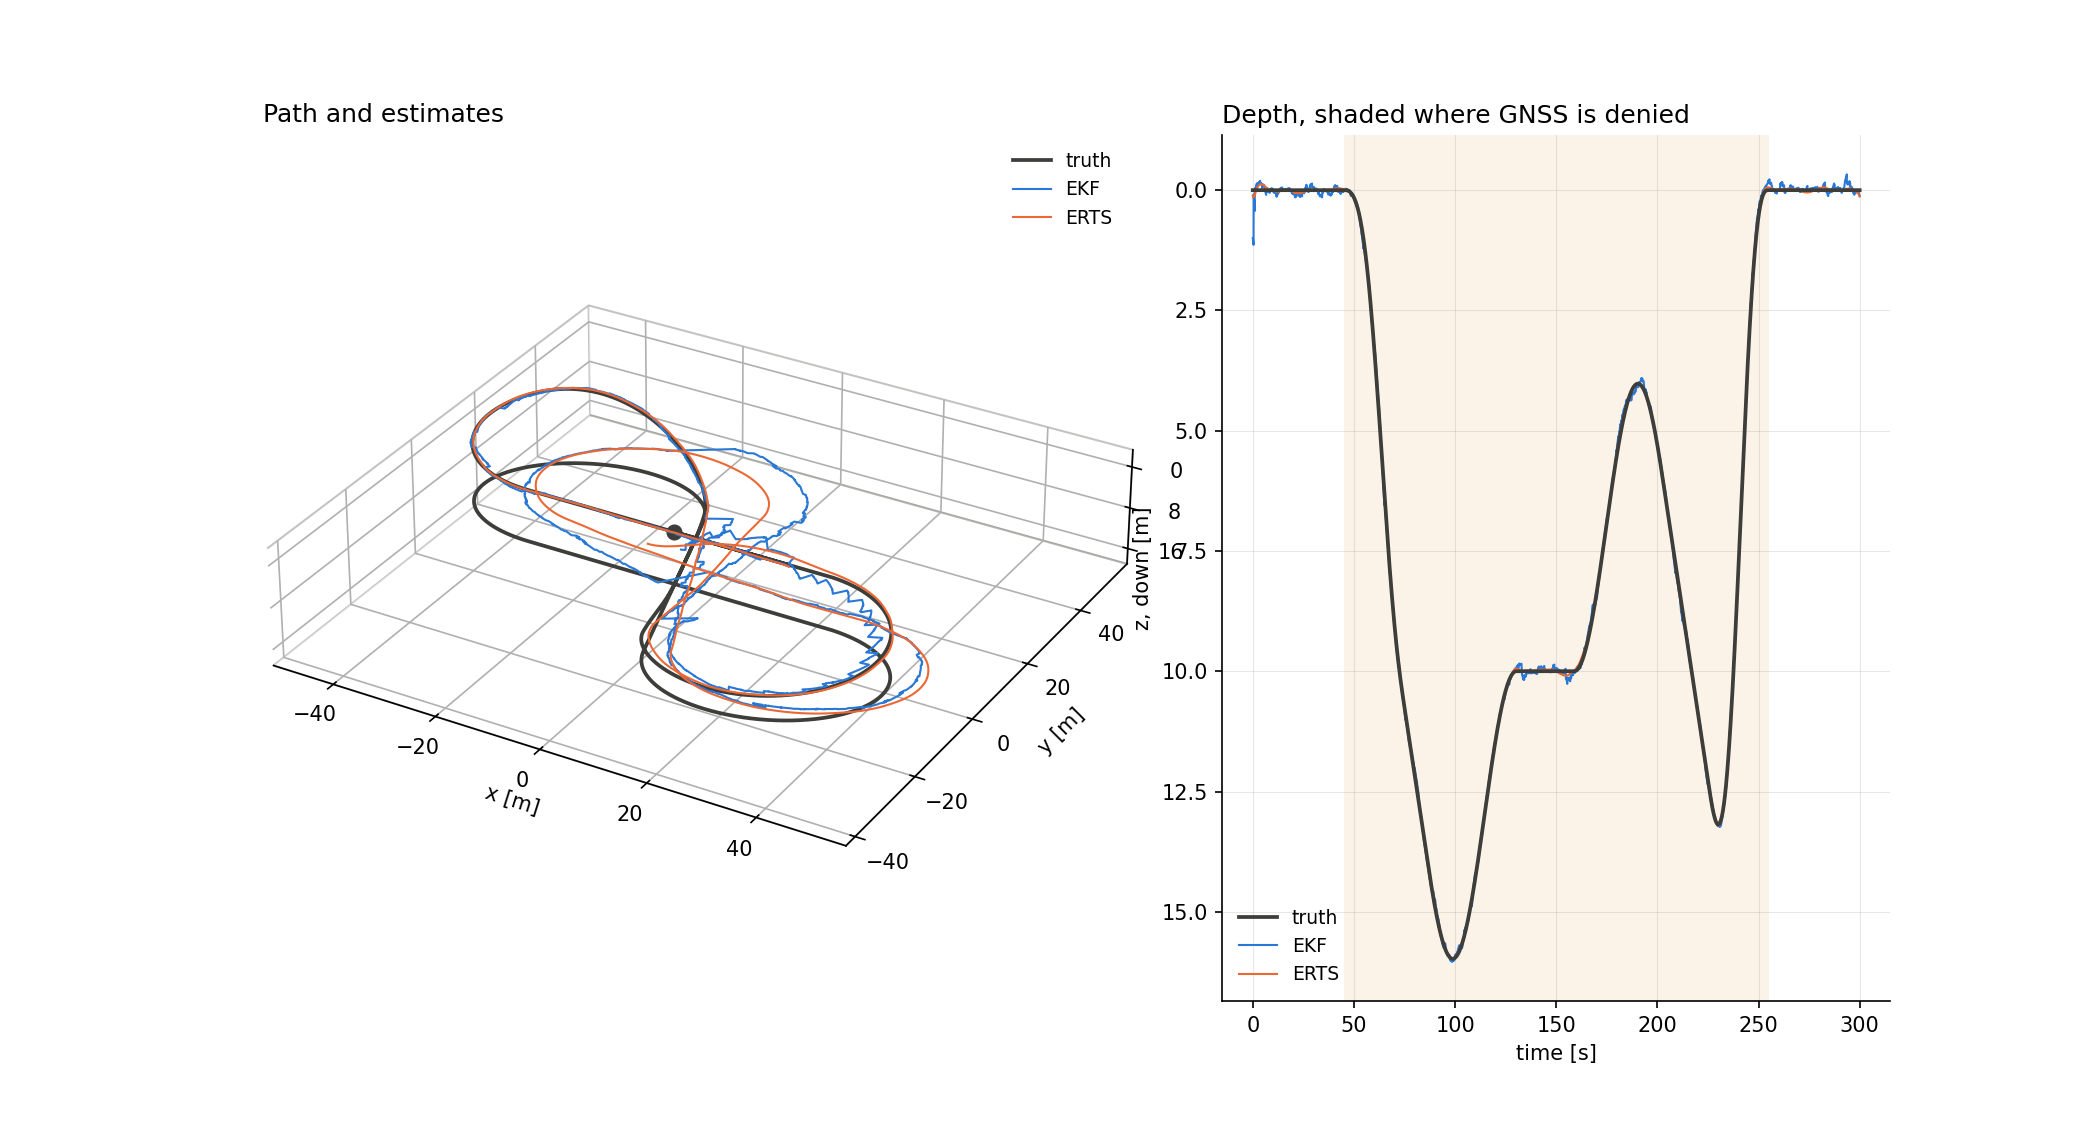 Path and estimates
truth
EKF
ERTS
0
8
16
z, down [m]
40
20
0
−20
−40
y [m]
−40
−20
0
20
40
x [m]
Depth, shaded where GNSS is denied
0.0
2.5
5.0
7.5
10.0
12.5
15.0
truth
EKF
ERTS
0
50
100
150
200
250
300
time [s]